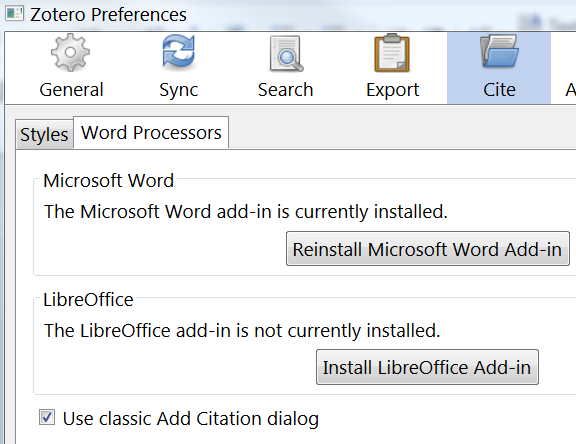 Zotero Preferences
General Sync Search Export Cite A
Styles Word Processors
Microsoft Word
The Microsoft Word add-in is currently installed.
Reinstall Microsoft Word Add-in
LibreOffice
The LibreOffice add-in is not currently installed.
Install LibreOffice Add-in
Use classic Add Citation dialog